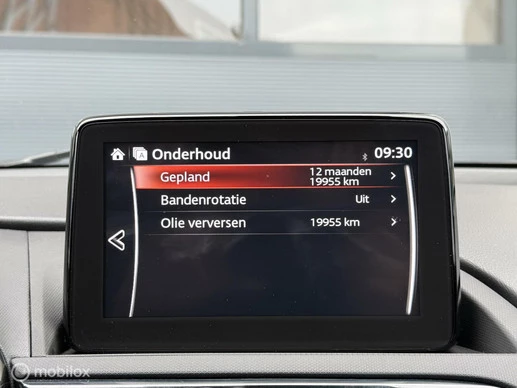 Onderhoud 09:30
Gepland 12 maanden
19955 km
Bandenrotatie Uit
Olie verversen 19955 km
mobilox